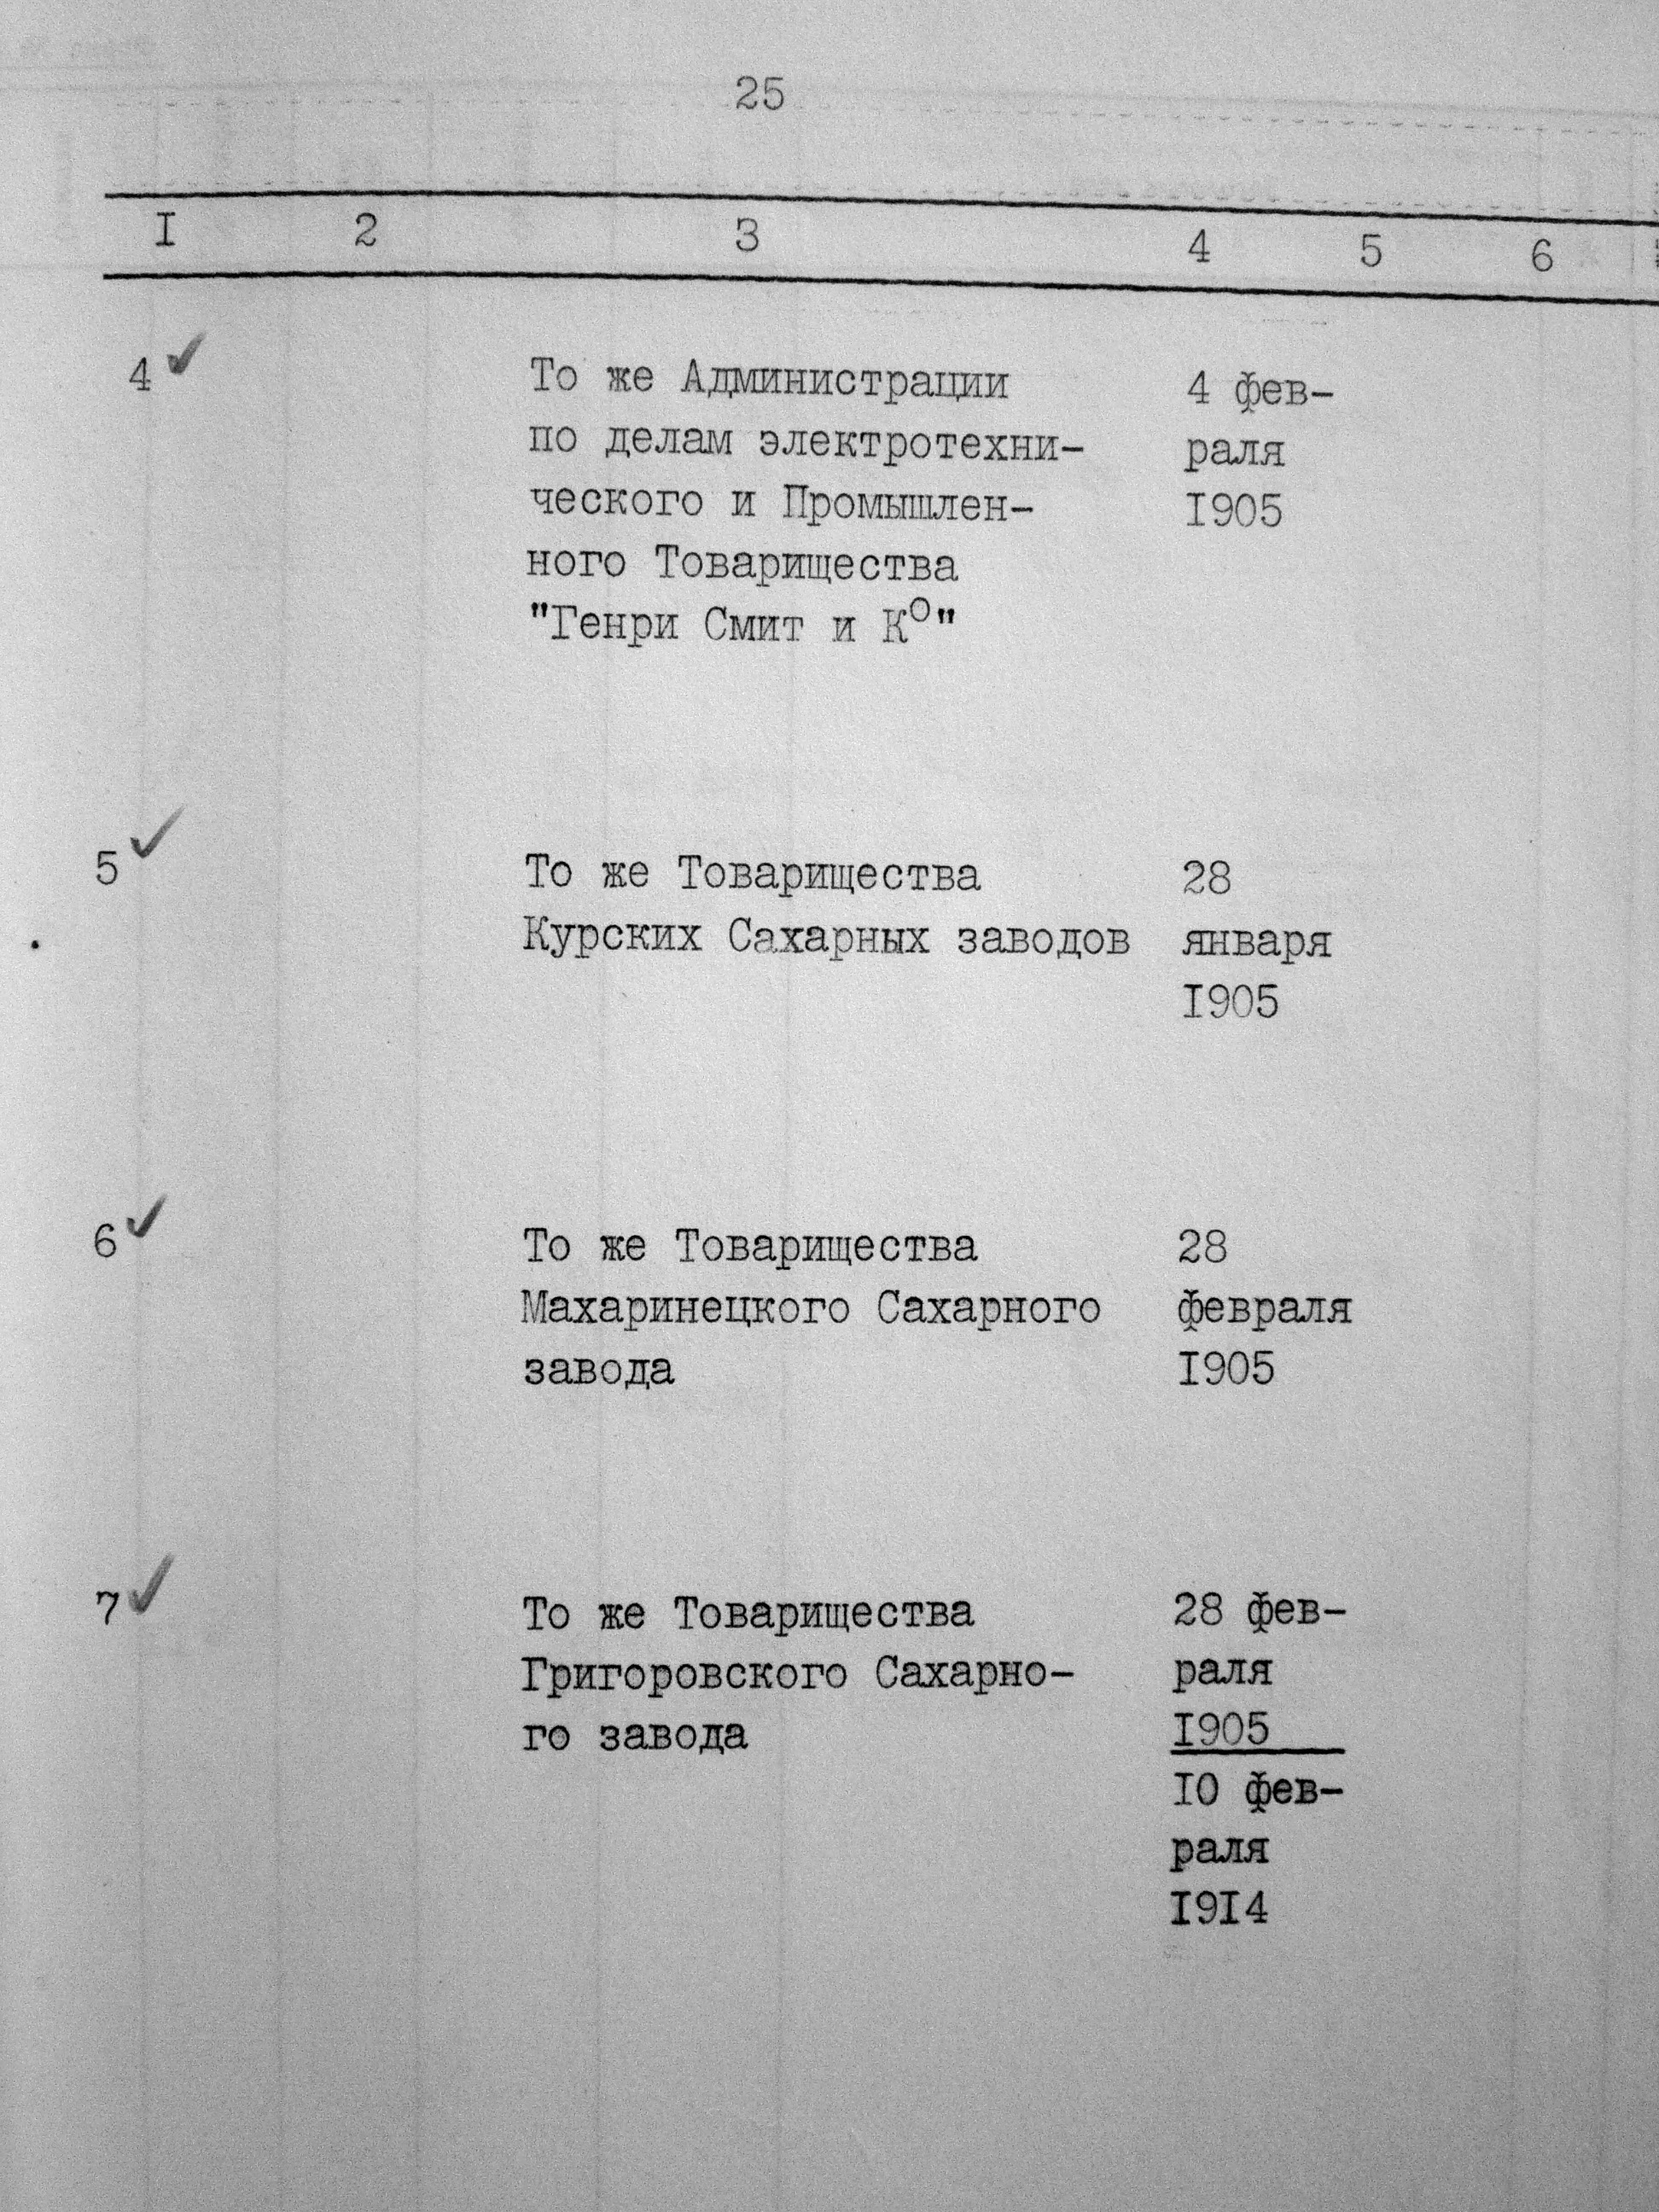 25
I 2 3 4 5 6
4 То же Администрации 4 фев-
по делам электротехни- раля
ческого и Промышлен- I905
ного Товарищества
"Генри Смит и Кº"
5 То же Товарищества 28
Курских Сахарных заводов января
I905
6 То же Товарищества 28
Махаринецкого Сахарного февраля
завода I905
7 То же Товарищества 28 фев-
Григоровского Сахарно- раля
го завода I905
I0 фев-
раля
I9I4